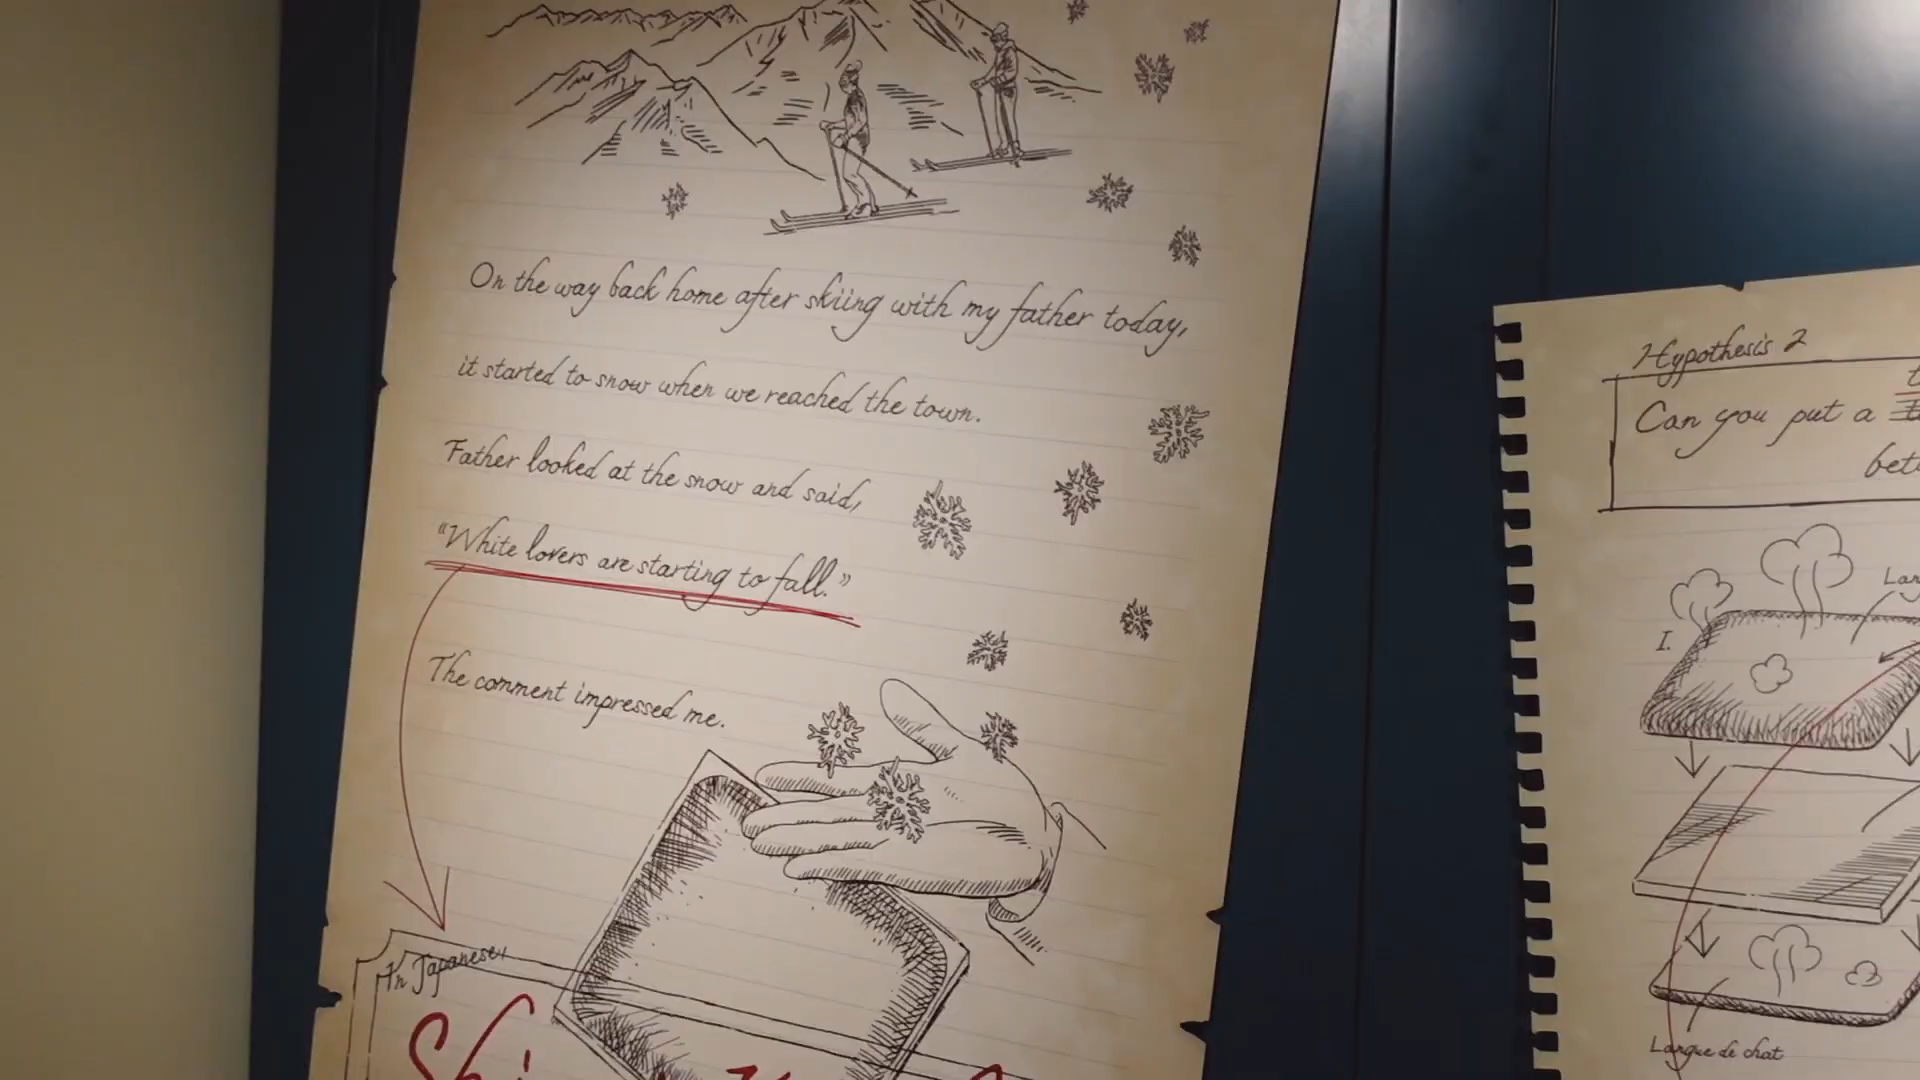 On the way back home after skiing with my father today,
it started to snow when we reached the town.
Father looked at the snow and said,
"White lovers are starting to fall."
The comment impressed me.
In Japanese,
Hypothesis 2
Can you put a
I.
Langue de chat